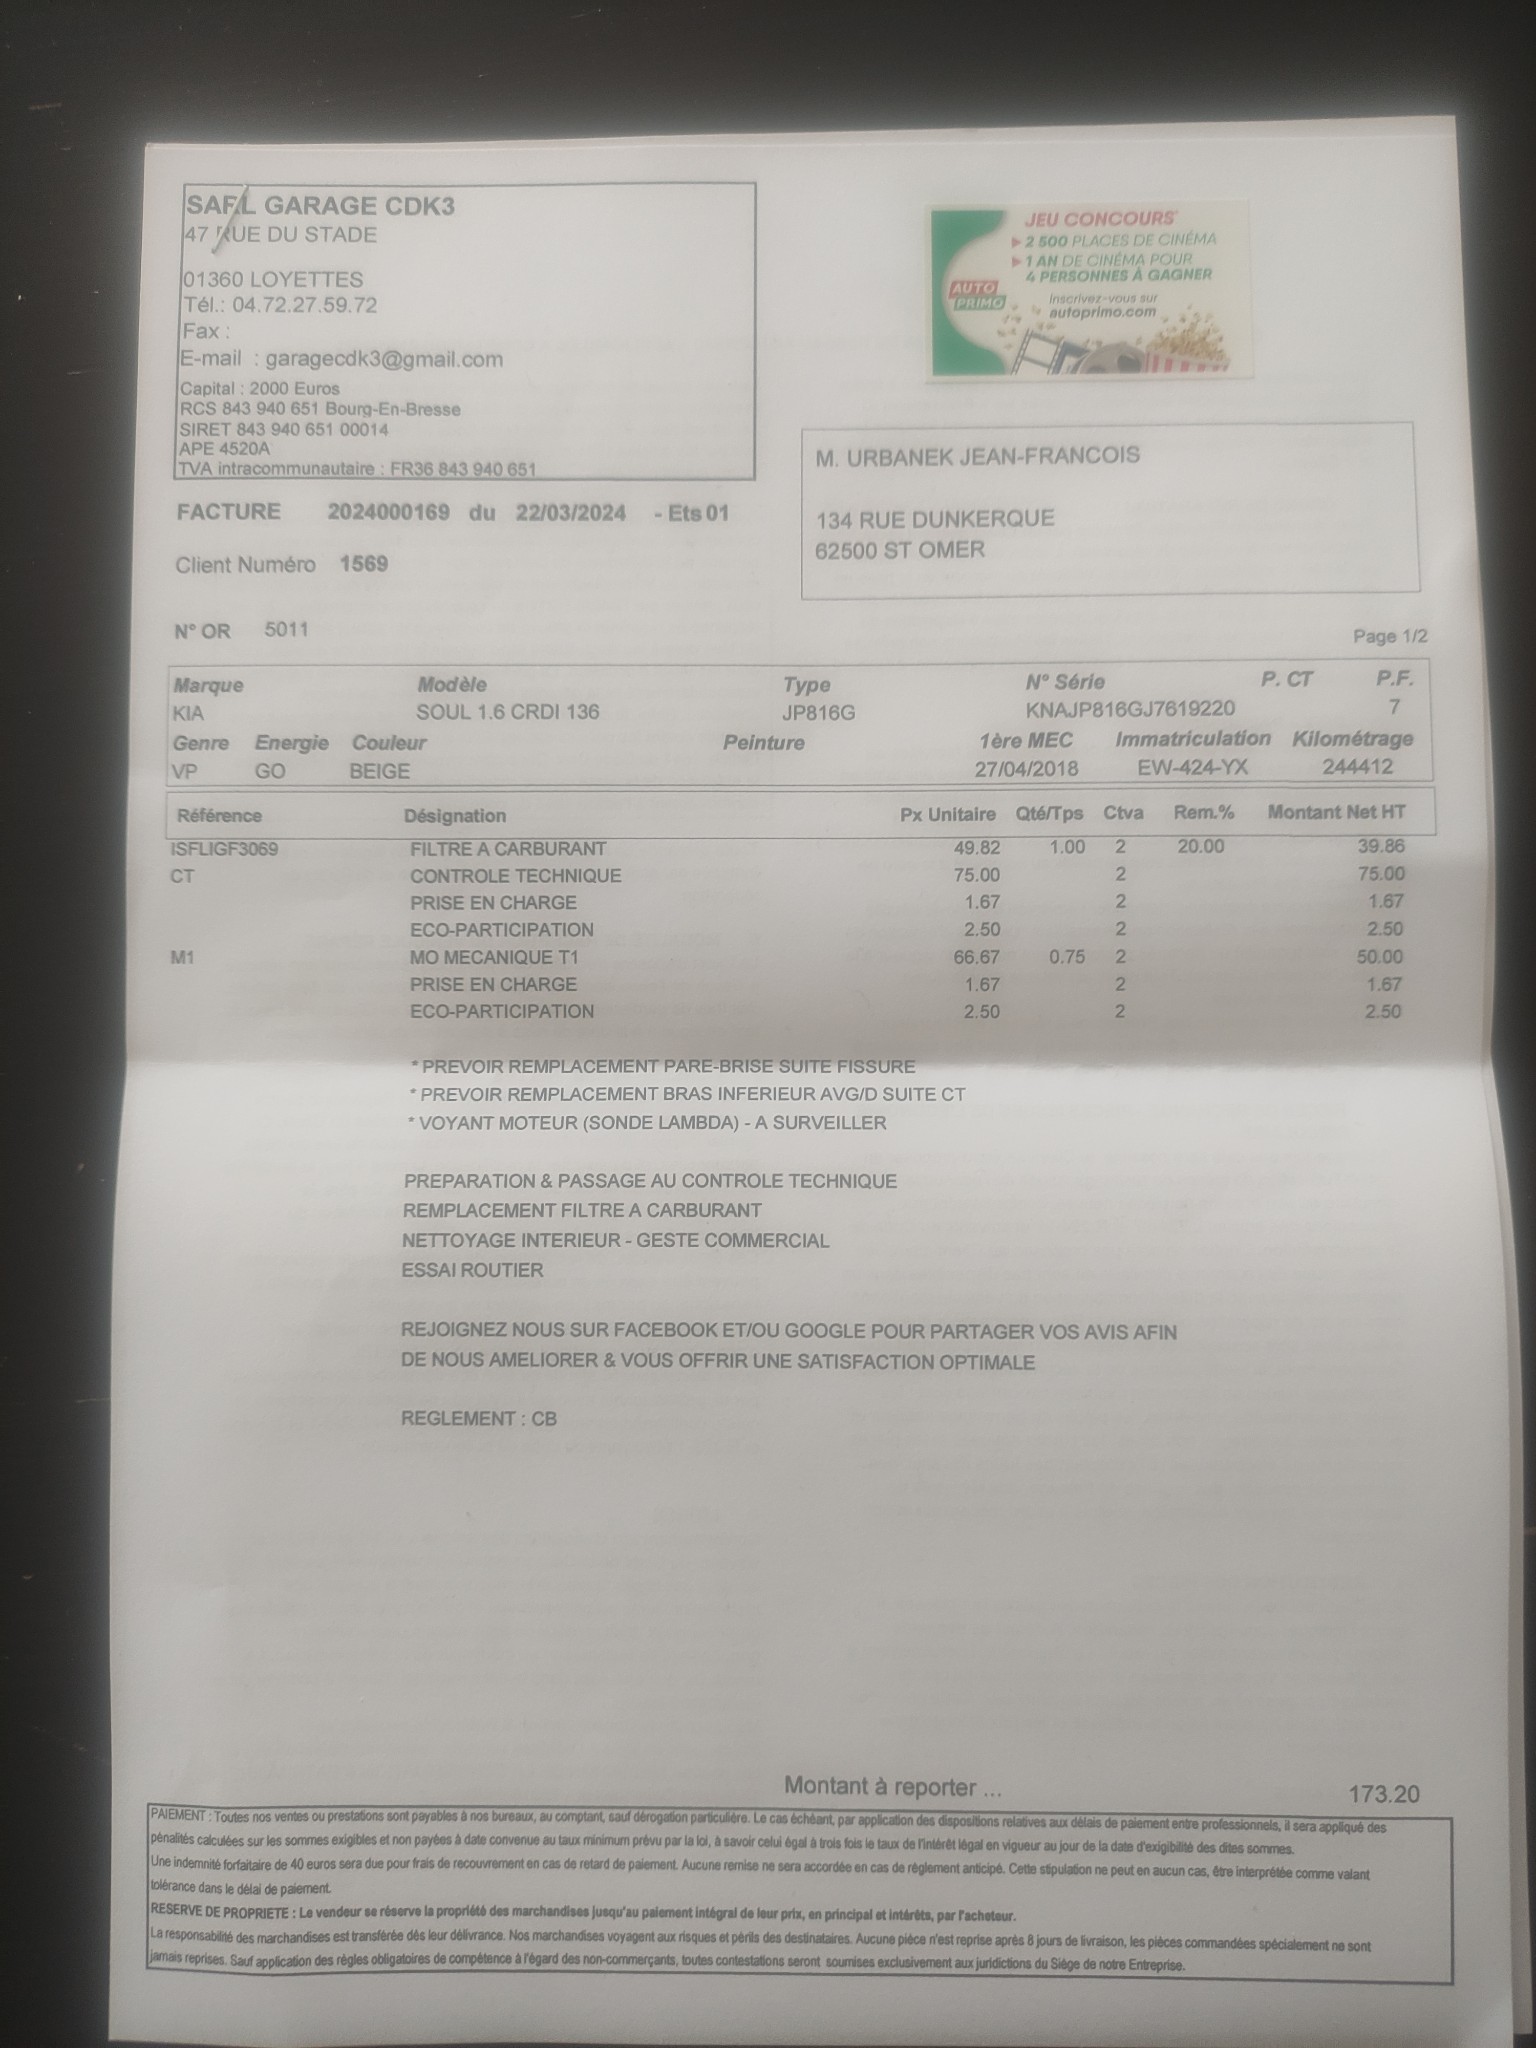 SARL GARAGE CDK3
47 RUE DU STADE
01360 LOYETTES
Tél.: 04.72.27.59.72
Fax :
E-mail : garagecdk3@gmail.com
Capital : 2000 Euros
RCS 843 940 651 Bourg-En-Bresse
SIRET 843 940 651 00014
APE 4520A
TVA intracommunautaire : FR36 843 940 651
JEU CONCOURS*
2 500 PLACES DE CINÉMA
1 AN DE CINÉMA POUR
4 PERSONNES À GAGNER
AUTO
PRIMO
Inscrivez-vous sur
autoprimo.com
M. URBANEK JEAN-FRANCOIS
134 RUE DUNKERQUE
62500 ST OMER
FACTURE 2024000169 du 22/03/2024 - Ets 01
Client Numéro 1569
N° OR 5011
Page 1/2
Marque Modèle Type N° Série P. CT P.F.
KIA SOUL 1.6 CRDI 136 JP816G KNAJP816GJ7619220 7
Genre Energie Couleur Peinture 1ère MEC Immatriculation Kilométrage
VP GO BEIGE 27/04/2018 EW-424-YX 244412
Référence Désignation Px Unitaire Qté/Tps Ctva Rem.% Montant Net HT
ISFLIGF3069 FILTRE A CARBURANT 49.82 1.00 2 20.00 39.86
CT CONTROLE TECHNIQUE 75.00 2 75.00
PRISE EN CHARGE 1.67 2 1.67
ECO-PARTICIPATION 2.50 2 2.50
M1 MO MECANIQUE T1 66.67 0.75 2 50.00
PRISE EN CHARGE 1.67 2 1.67
ECO-PARTICIPATION 2.50 2 2.50
* PREVOIR REMPLACEMENT PARE-BRISE SUITE FISSURE
* PREVOIR REMPLACEMENT BRAS INFERIEUR AVG/D SUITE CT
* VOYANT MOTEUR (SONDE LAMBDA) - A SURVEILLER
PREPARATION & PASSAGE AU CONTROLE TECHNIQUE
REMPLACEMENT FILTRE A CARBURANT
NETTOYAGE INTERIEUR - GESTE COMMERCIAL
ESSAI ROUTIER
REJOIGNEZ NOUS SUR FACEBOOK ET/OU GOOGLE POUR PARTAGER VOS AVIS AFIN
DE NOUS AMELIORER & VOUS OFFRIR UNE SATISFACTION OPTIMALE
REGLEMENT : CB
Montant à reporter ... 173.20
PAIEMENT : Toutes nos ventes ou prestations sont payables à nos bureaux, au comptant, sauf dérogation particulière. Le cas échéant, par application des dispositions relatives aux délais de paiement entre professionnels, il sera appliqué des
pénalités calculées sur les sommes exigibles et non payées à date convenue au taux minimum prévu par la loi, à savoir celui égal à trois fois le taux de l'intérêt légal en vigueur au jour de la date d'exigibilité des dites sommes.
Une indemnité forfaitaire de 40 euros sera due pour frais de recouvrement en cas de retard de paiement. Aucune remise ne sera accordée en cas de règlement anticipé. Cette stipulation ne peut en aucun cas, être interprétée comme valant
tolérance dans le délai de paiement.
RESERVE DE PROPRIETE : Le vendeur se réserve la propriété des marchandises jusqu'au paiement intégral de leur prix, en principal et intérêts, par l'acheteur.
La responsabilité des marchandises est transférée dès leur délivrance. Nos marchandises voyagent aux risques et périls des destinataires. Aucune pièce n'est reprise après 8 jours de livraison, les pièces commandées spécialement ne sont
jamais reprises. Sauf application des règles obligatoires de compétence à l'égard des non-commerçants, toutes contestations seront soumises exclusivement aux juridictions du Siège de notre Entreprise.